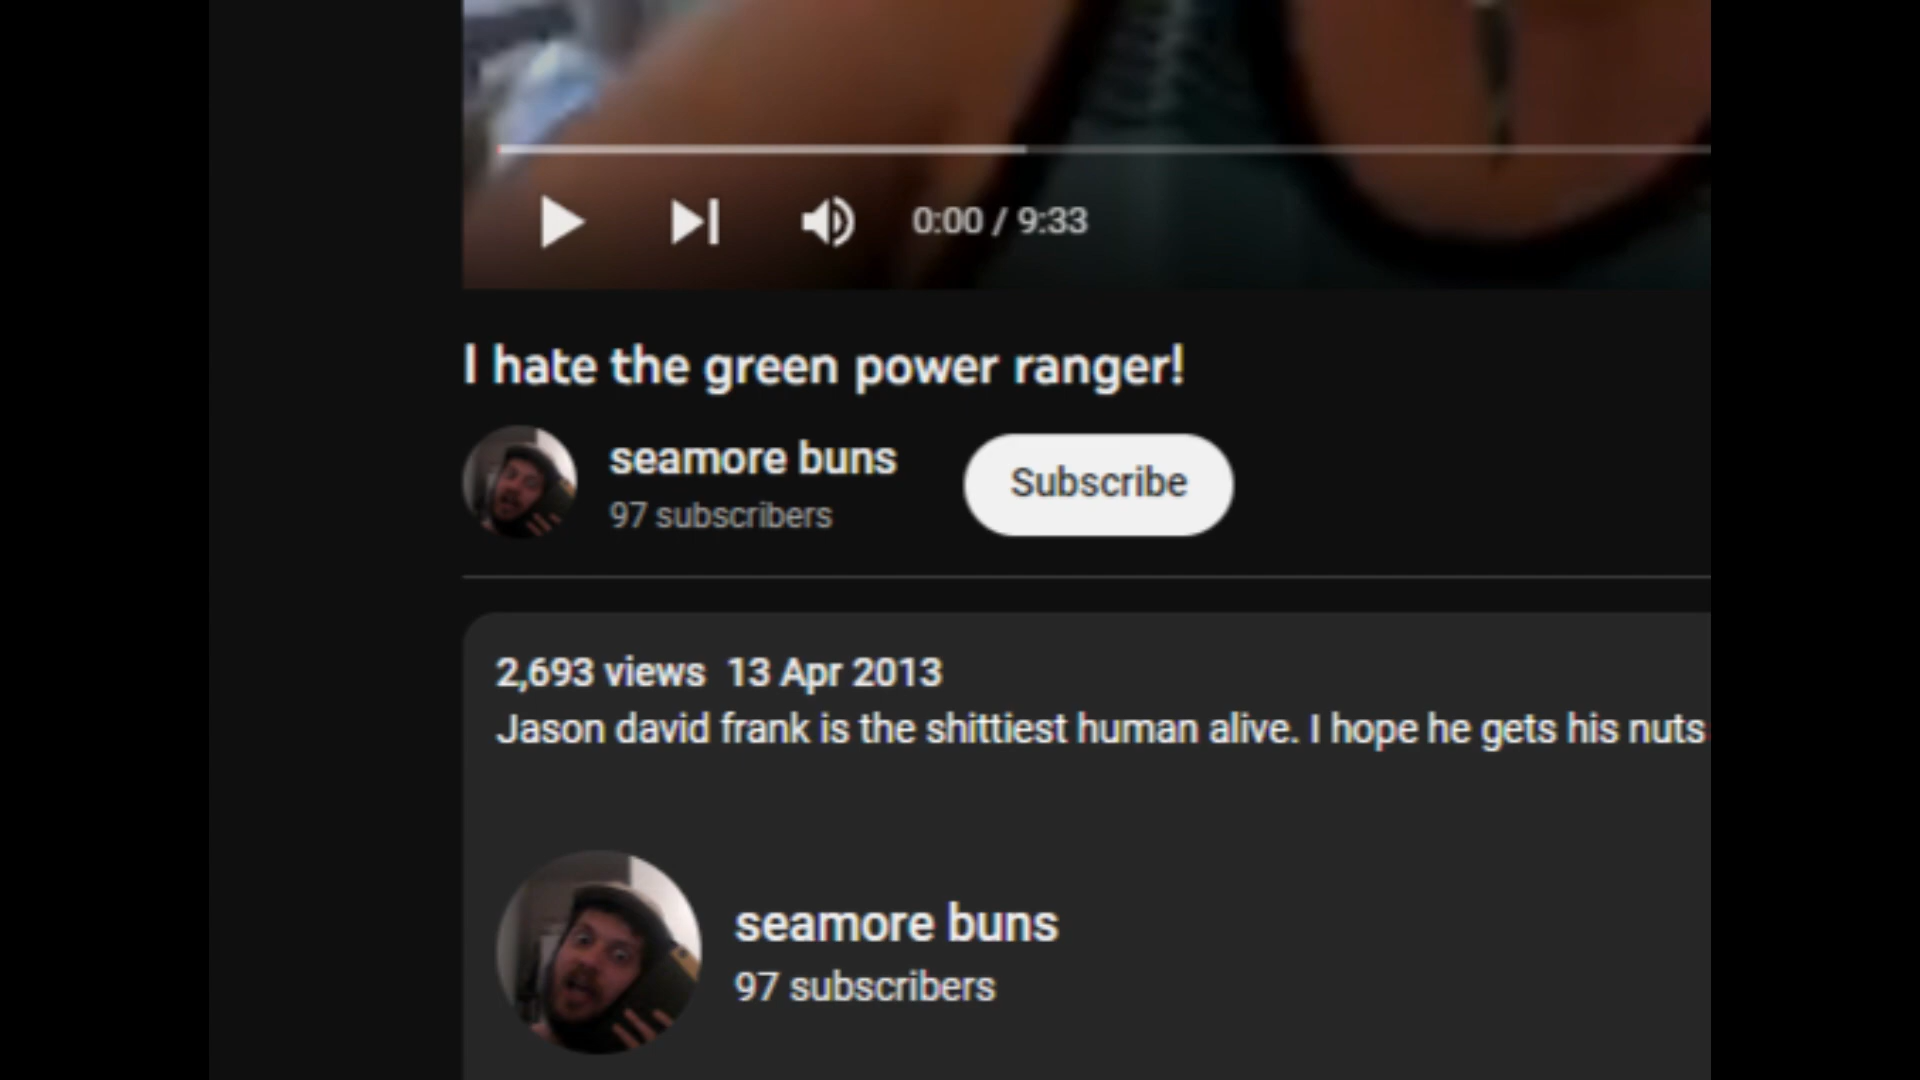 0:00 / 9:33
I hate the green power ranger!
seamore buns
97 subscribers
Subscribe
2,693 views 13 Apr 2013
Jason david frank is the shittiest human alive. I hope he gets his nuts
seamore buns
97 subscribers